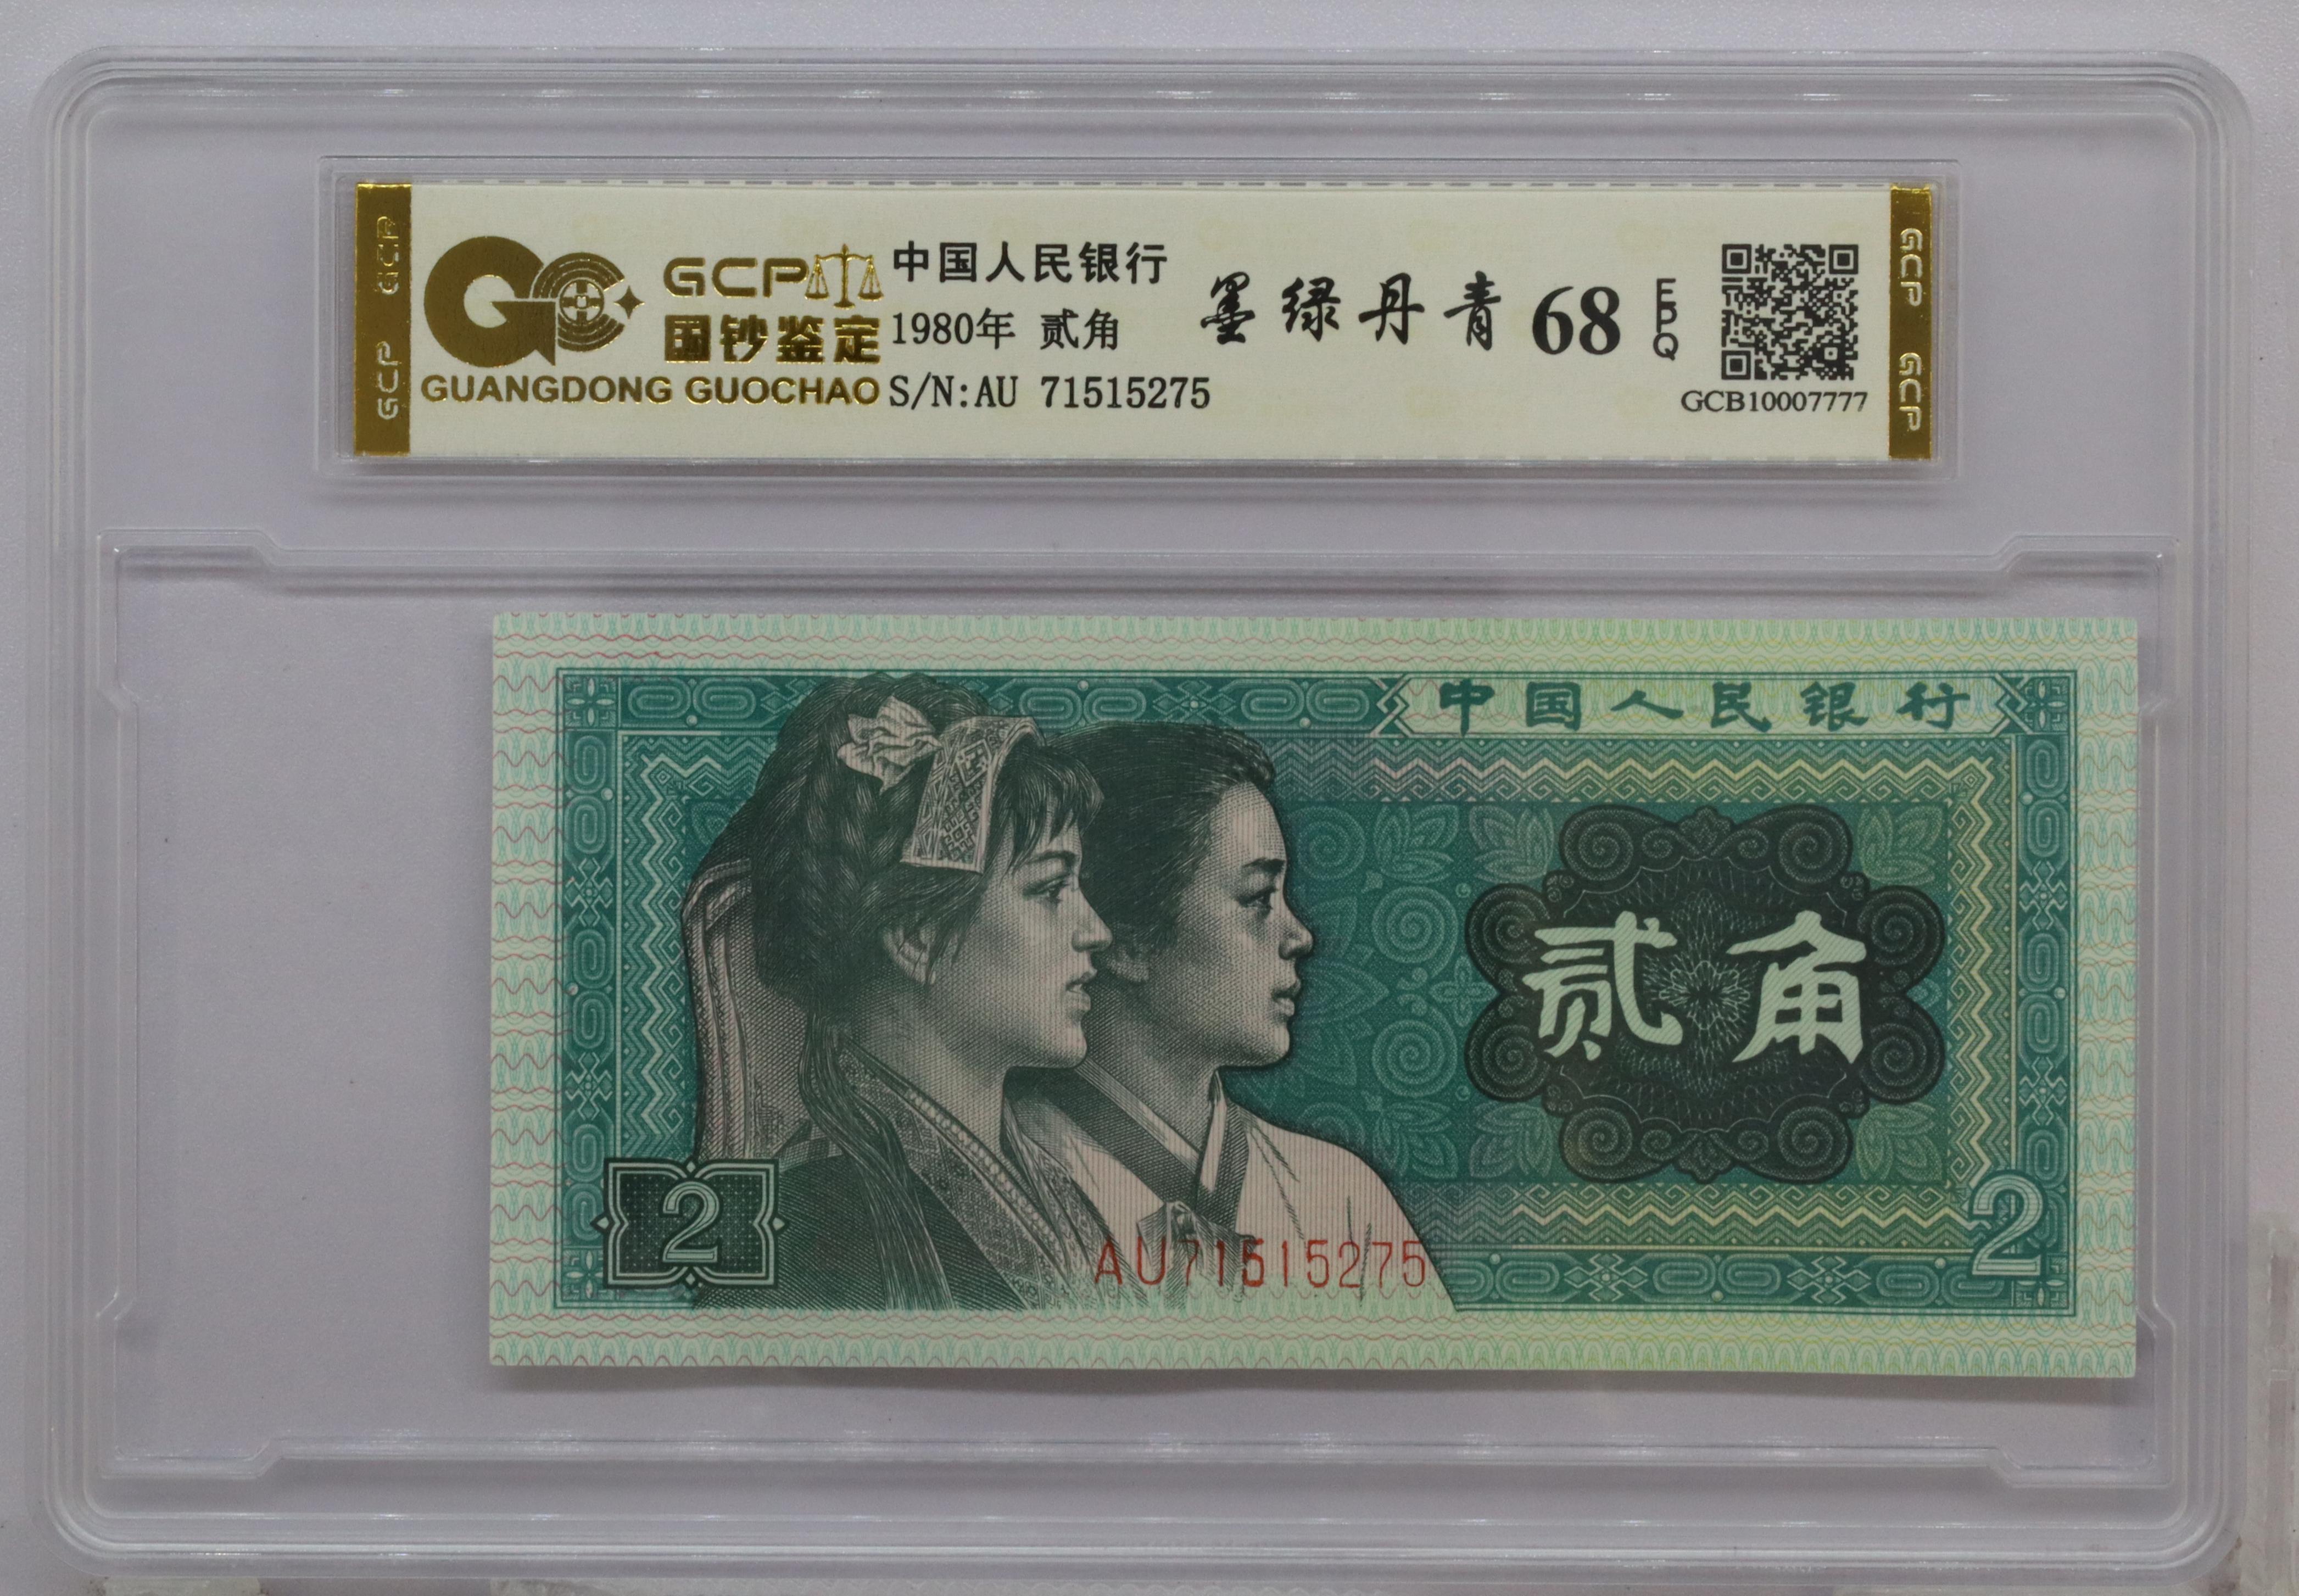 GCP
中国人民银行
国钞鉴定
1980年 贰角
GUANGDONG GUOCHAO
S/N:AU 71515275
墨绿丹青 68 EPQ
GCB10007777
GCP GCP
GCP GCP
中国人民银行
贰角
2
AU71515275
2